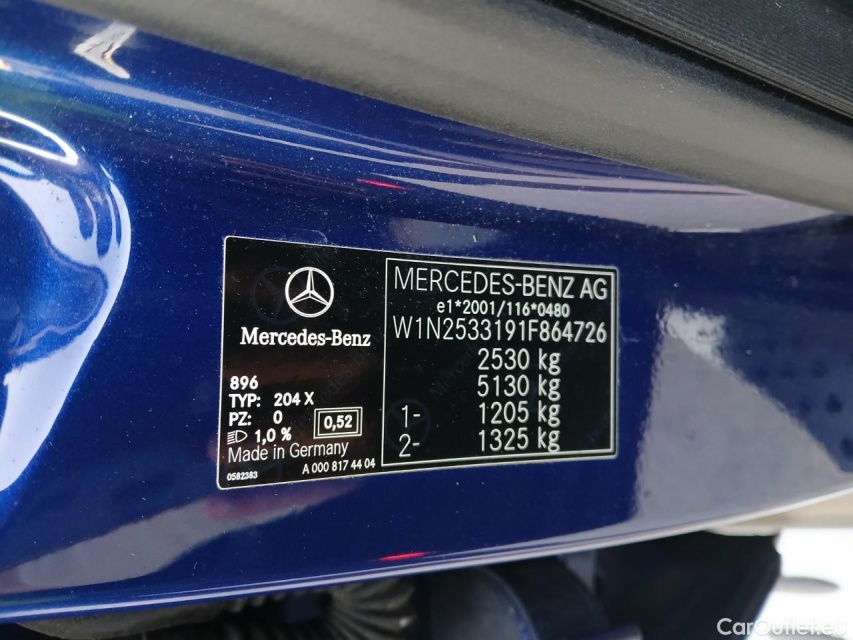 Mercedes-Benz
896
TYP: 204 X
PZ: 0
0,52
1,0 %
Made in Germany
0582383 A 000 817 44 04
MERCEDES-BENZ AG
e1*2001/116*0480
W1N2533191F864726
2530 kg
5130 kg
1- 1205 kg
2- 1325 kg
CarOutlet.eu